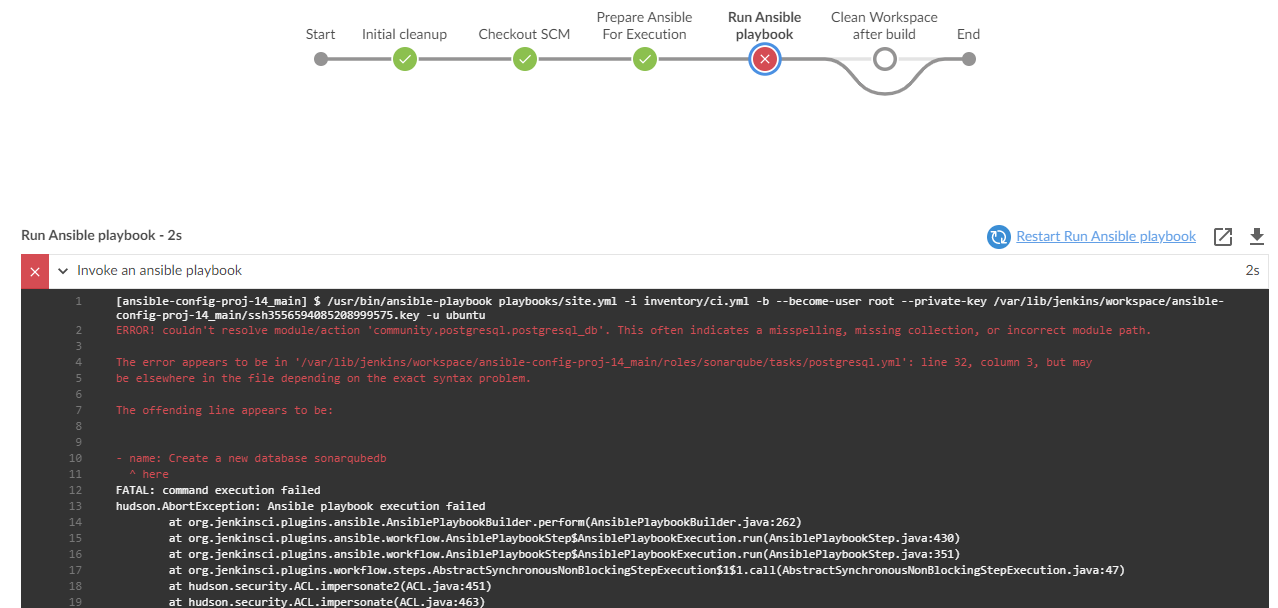 Start
Initial cleanup
Checkout SCM
Prepare Ansible
For Execution
Run Ansible
playbook
Clean Workspace
after build
End
Run Ansible playbook - 2s
Restart Run Ansible playbook
Invoke an ansible playbook
2s
1 [ansible-config-proj-14_main] $ /usr/bin/ansible-playbook playbooks/site.yml -i inventory/ci.yml -b --become-user root --private-key /var/lib/jenkins/workspace/ansible-
config-proj-14_main/ssh3556594085208999575.key -u ubuntu
2 ERROR! couldn't resolve module/action 'community.postgresql.postgresql_db'. This often indicates a misspelling, missing collection, or incorrect module path.
3
4 The error appears to be in '/var/lib/jenkins/workspace/ansible-config-proj-14_main/roles/sonarqube/tasks/postgresql.yml': line 32, column 3, but may
5 be elsewhere in the file depending on the exact syntax problem.
6
7 The offending line appears to be:
8
9
10 - name: Create a new database sonarqubedb
11 ^ here
12 FATAL: command execution failed
13 hudson.AbortException: Ansible playbook execution failed
14 at org.jenkinsci.plugins.ansible.AnsiblePlaybookBuilder.perform(AnsiblePlaybookBuilder.java:262)
15 at org.jenkinsci.plugins.ansible.workflow.AnsiblePlaybookStep$AnsiblePlaybookExecution.run(AnsiblePlaybookStep.java:430)
16 at org.jenkinsci.plugins.ansible.workflow.AnsiblePlaybookStep$AnsiblePlaybookExecution.run(AnsiblePlaybookStep.java:351)
17 at org.jenkinsci.plugins.workflow.steps.AbstractSynchronousNonBlockingStepExecution$1$1.call(AbstractSynchronousNonBlockingStepExecution.java:47)
18 at hudson.security.ACL.impersonate2(ACL.java:451)
19 at hudson.security.ACL.impersonate(ACL.java:463)